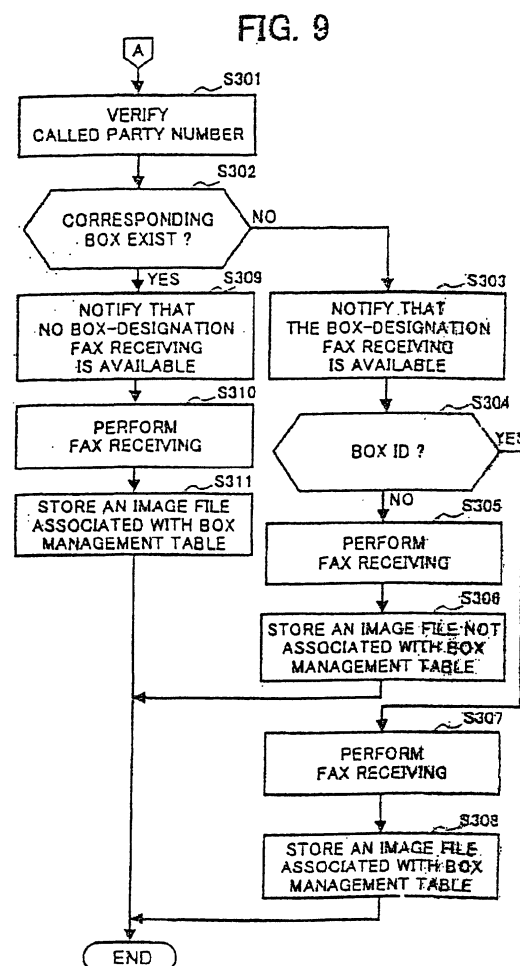 FIG. 9
A
S301
VERIFY
CALLED PARTY NUMBER
S302
CORRESPONDING
BOX EXIST ?
NO
YES
S309
NOTIFY THAT
NO BOX-DESIGNATION
FAX RECEIVING
IS AVAILABLE
S310
PERFORM
FAX RECEIVING
S311
STORE AN IMAGE FILE
ASSOCIATED WITH BOX
MANAGEMENT TABLE
S303
NOTIFY THAT
THE BOX-DESIGNATION
FAX RECEIVING
IS AVAILABLE
S304
BOX ID ?
YES
NO
S305
PERFORM
FAX RECEIVING
S306
STORE AN IMAGE FILE NOT
ASSOCIATED WITH BOX
MANAGEMENT TABLE
S307
PERFORM
FAX RECEIVING
S308
STORE AN IMAGE FILE
ASSOCIATED WITH BOX
MANAGEMENT TABLE
END